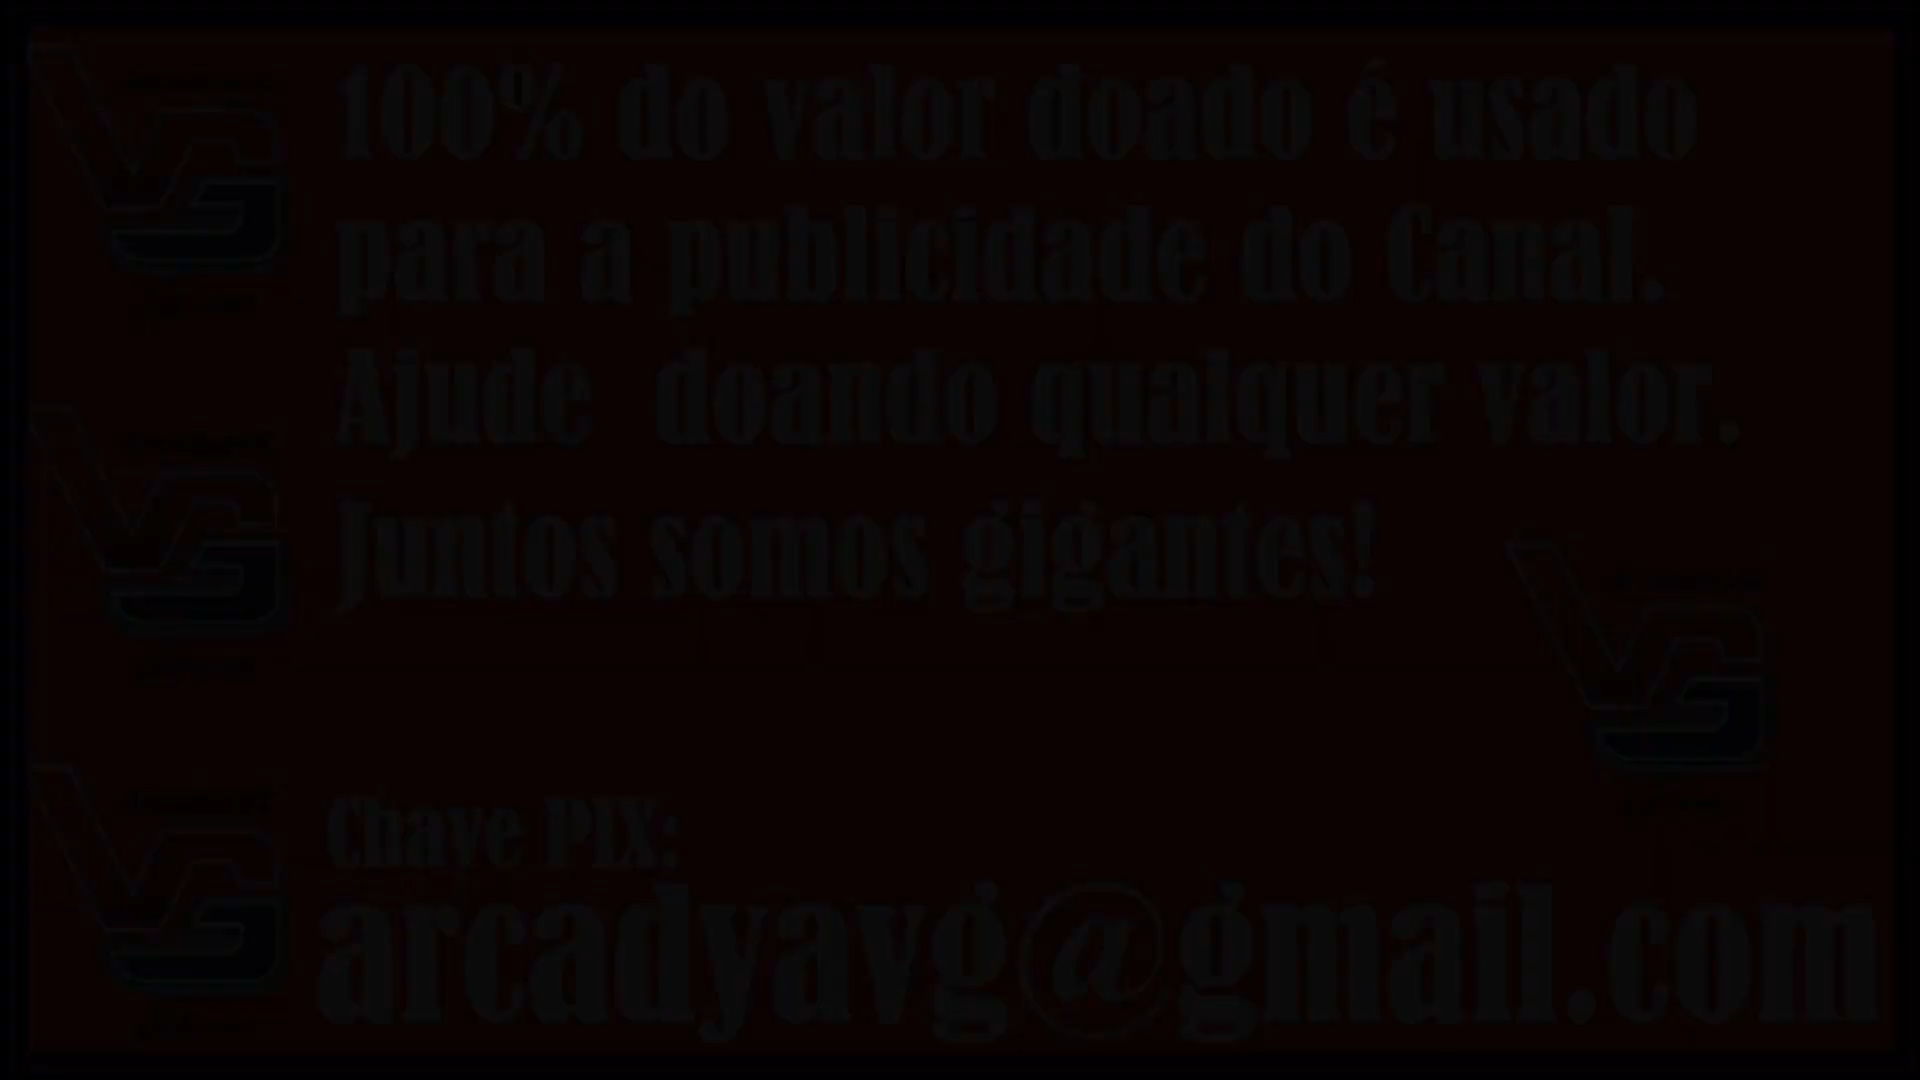 100% do valor doado é usado
para a publicidade do Canal.
Ajude doando qualquer valor.
Juntos somos gigantes!
Chave PIX:
arcadyavg@gmail.com